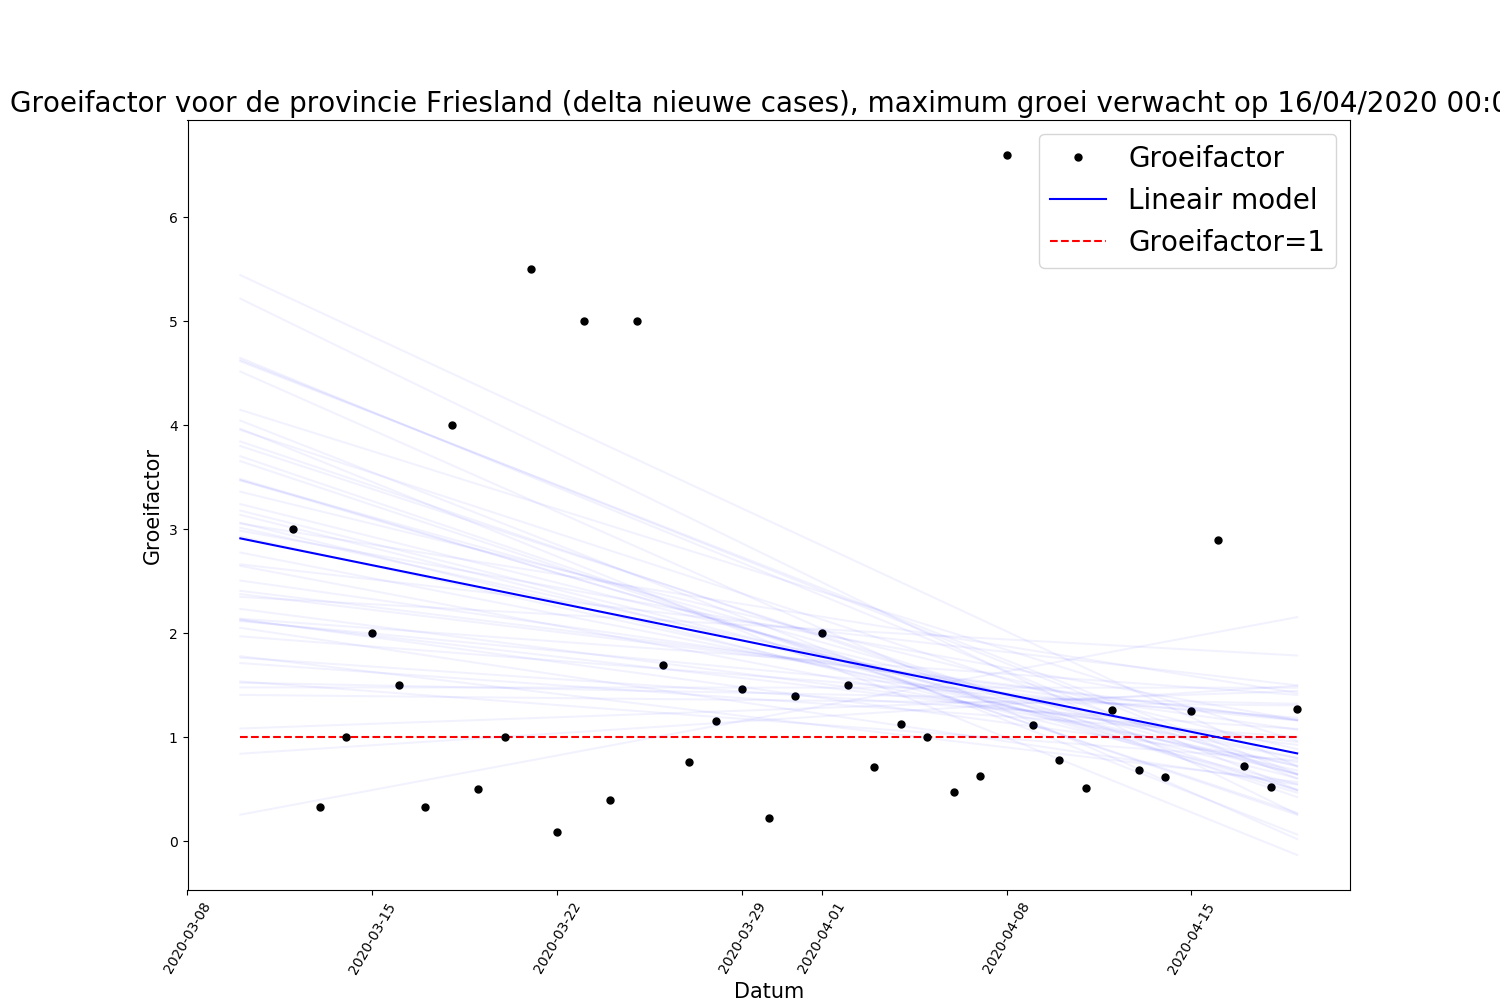 Groeifactor voor de provincie Friesland (delta nieuwe cases), maximum groei verwacht op 16/04/2020 00:0
Groeifactor
Lineair model
Groeifactor=1
Groeifactor
6
5
4
3
2
1
0
2020-03-08
2020-03-15
2020-03-22
2020-03-29
2020-04-01
2020-04-08
2020-04-15
Datum